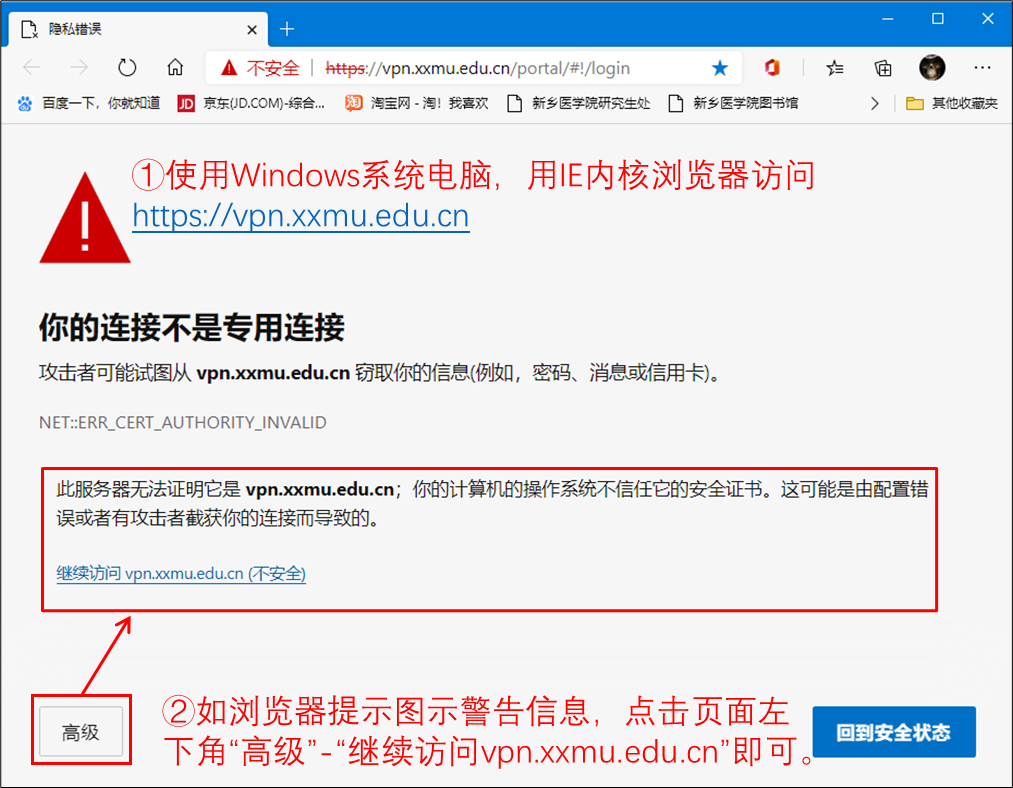 隐私错误
不安全 | https://vpn.xxmu.edu.cn/portal/#!/login
百度一下，你就知道 JD 京东(JD.COM)-综合... 淘 淘宝网 - 淘！我喜欢 新乡医学院研究生处 新乡医学院图书馆 其他收藏夹
①使用Windows系统电脑，用IE内核浏览器访问
https://vpn.xxmu.edu.cn
你的连接不是专用连接
攻击者可能试图从 vpn.xxmu.edu.cn 窃取你的信息(例如，密码、消息或信用卡)。
NET::ERR_CERT_AUTHORITY_INVALID
此服务器无法证明它是 vpn.xxmu.edu.cn；你的计算机的操作系统不信任它的安全证书。这可能是由配置错
误或者有攻击者截获你的连接而导致的。
继续访问 vpn.xxmu.edu.cn (不安全)
高级
②如浏览器提示图示警告信息，点击页面左
下角“高级”-“继续访问vpn.xxmu.edu.cn”即可。
回到安全状态